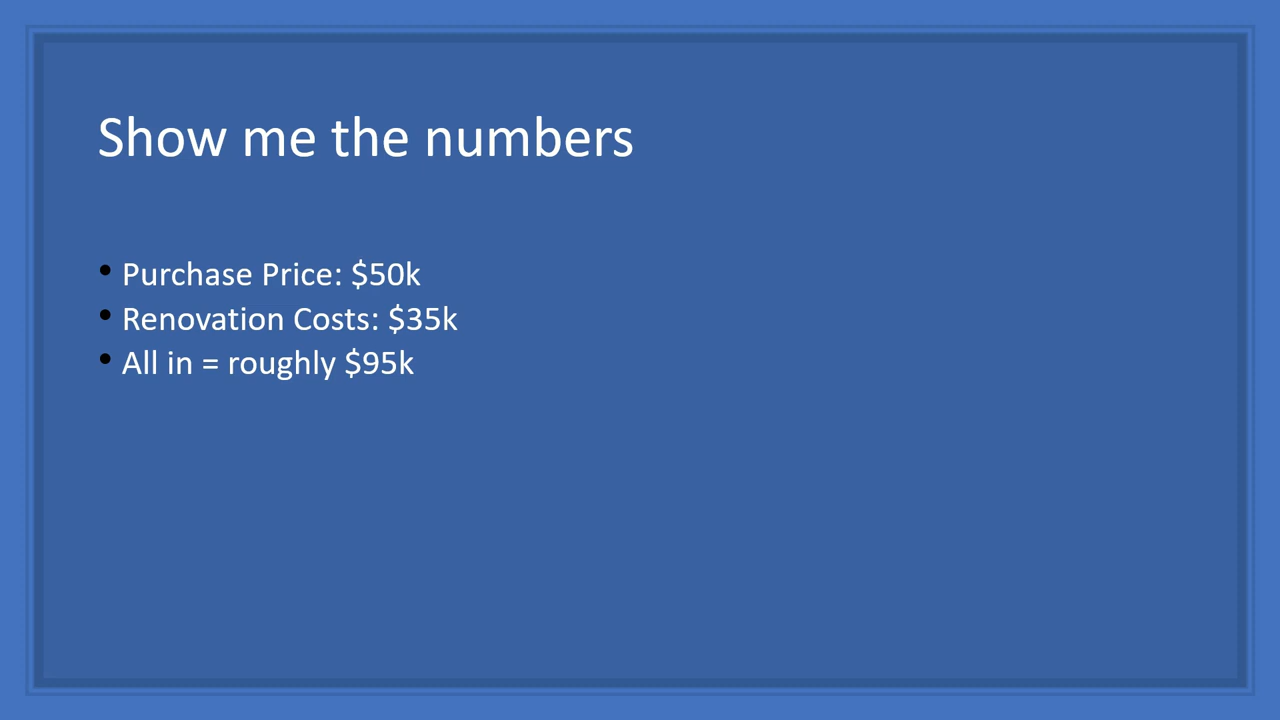 Show me the numbers
• Purchase Price: $50k
• Renovation Costs: $35k
• All in = roughly $95k